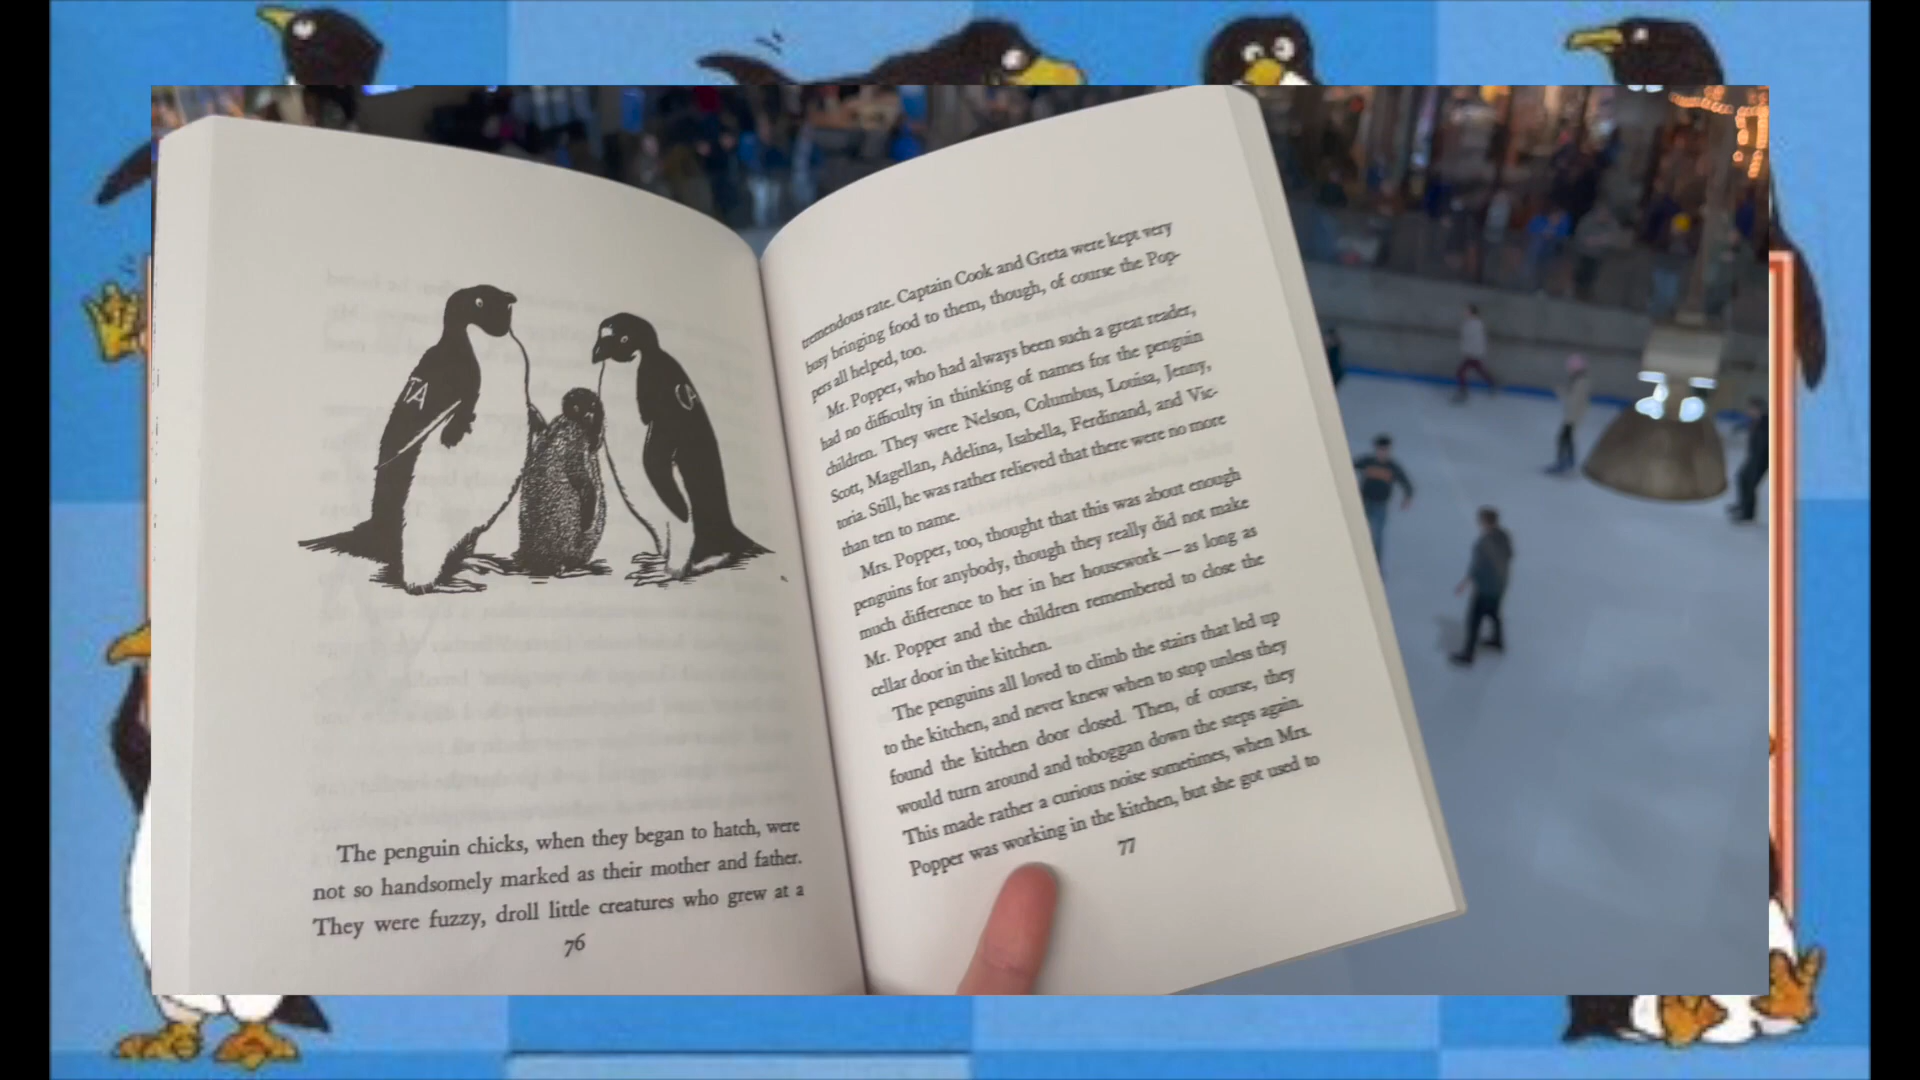 TA
CA
The penguin chicks, when they began to hatch, were
not so handsomely marked as their mother and father.
They were fuzzy, droll little creatures who grew at a
76
tremendous rate. Captain Cook and Greta were kept very
busy bringing food to them, though, of course the Pop-
pers all helped, too.
Mr. Popper, who had always been such a great reader,
had no difficulty in thinking of names for the penguin
children. They were Nelson, Columbus, Louisa, Jenny,
Scott, Magellan, Adelina, Isabella, Ferdinand, and Vic-
toria. Still, he was rather relieved that there were no more
than ten to name.
Mrs. Popper, too, thought that this was about enough
penguins for anybody, though they really did not make
much difference to her in her housework — as long as
Mr. Popper and the children remembered to close the
cellar door in the kitchen.
The penguins all loved to climb the stairs that led up
to the kitchen, and never knew when to stop unless they
found the kitchen door closed. Then, of course, they
would turn around and toboggan down the steps again.
This made rather a curious noise sometimes, when Mrs.
Popper was working in the kitchen, but she got used to
77